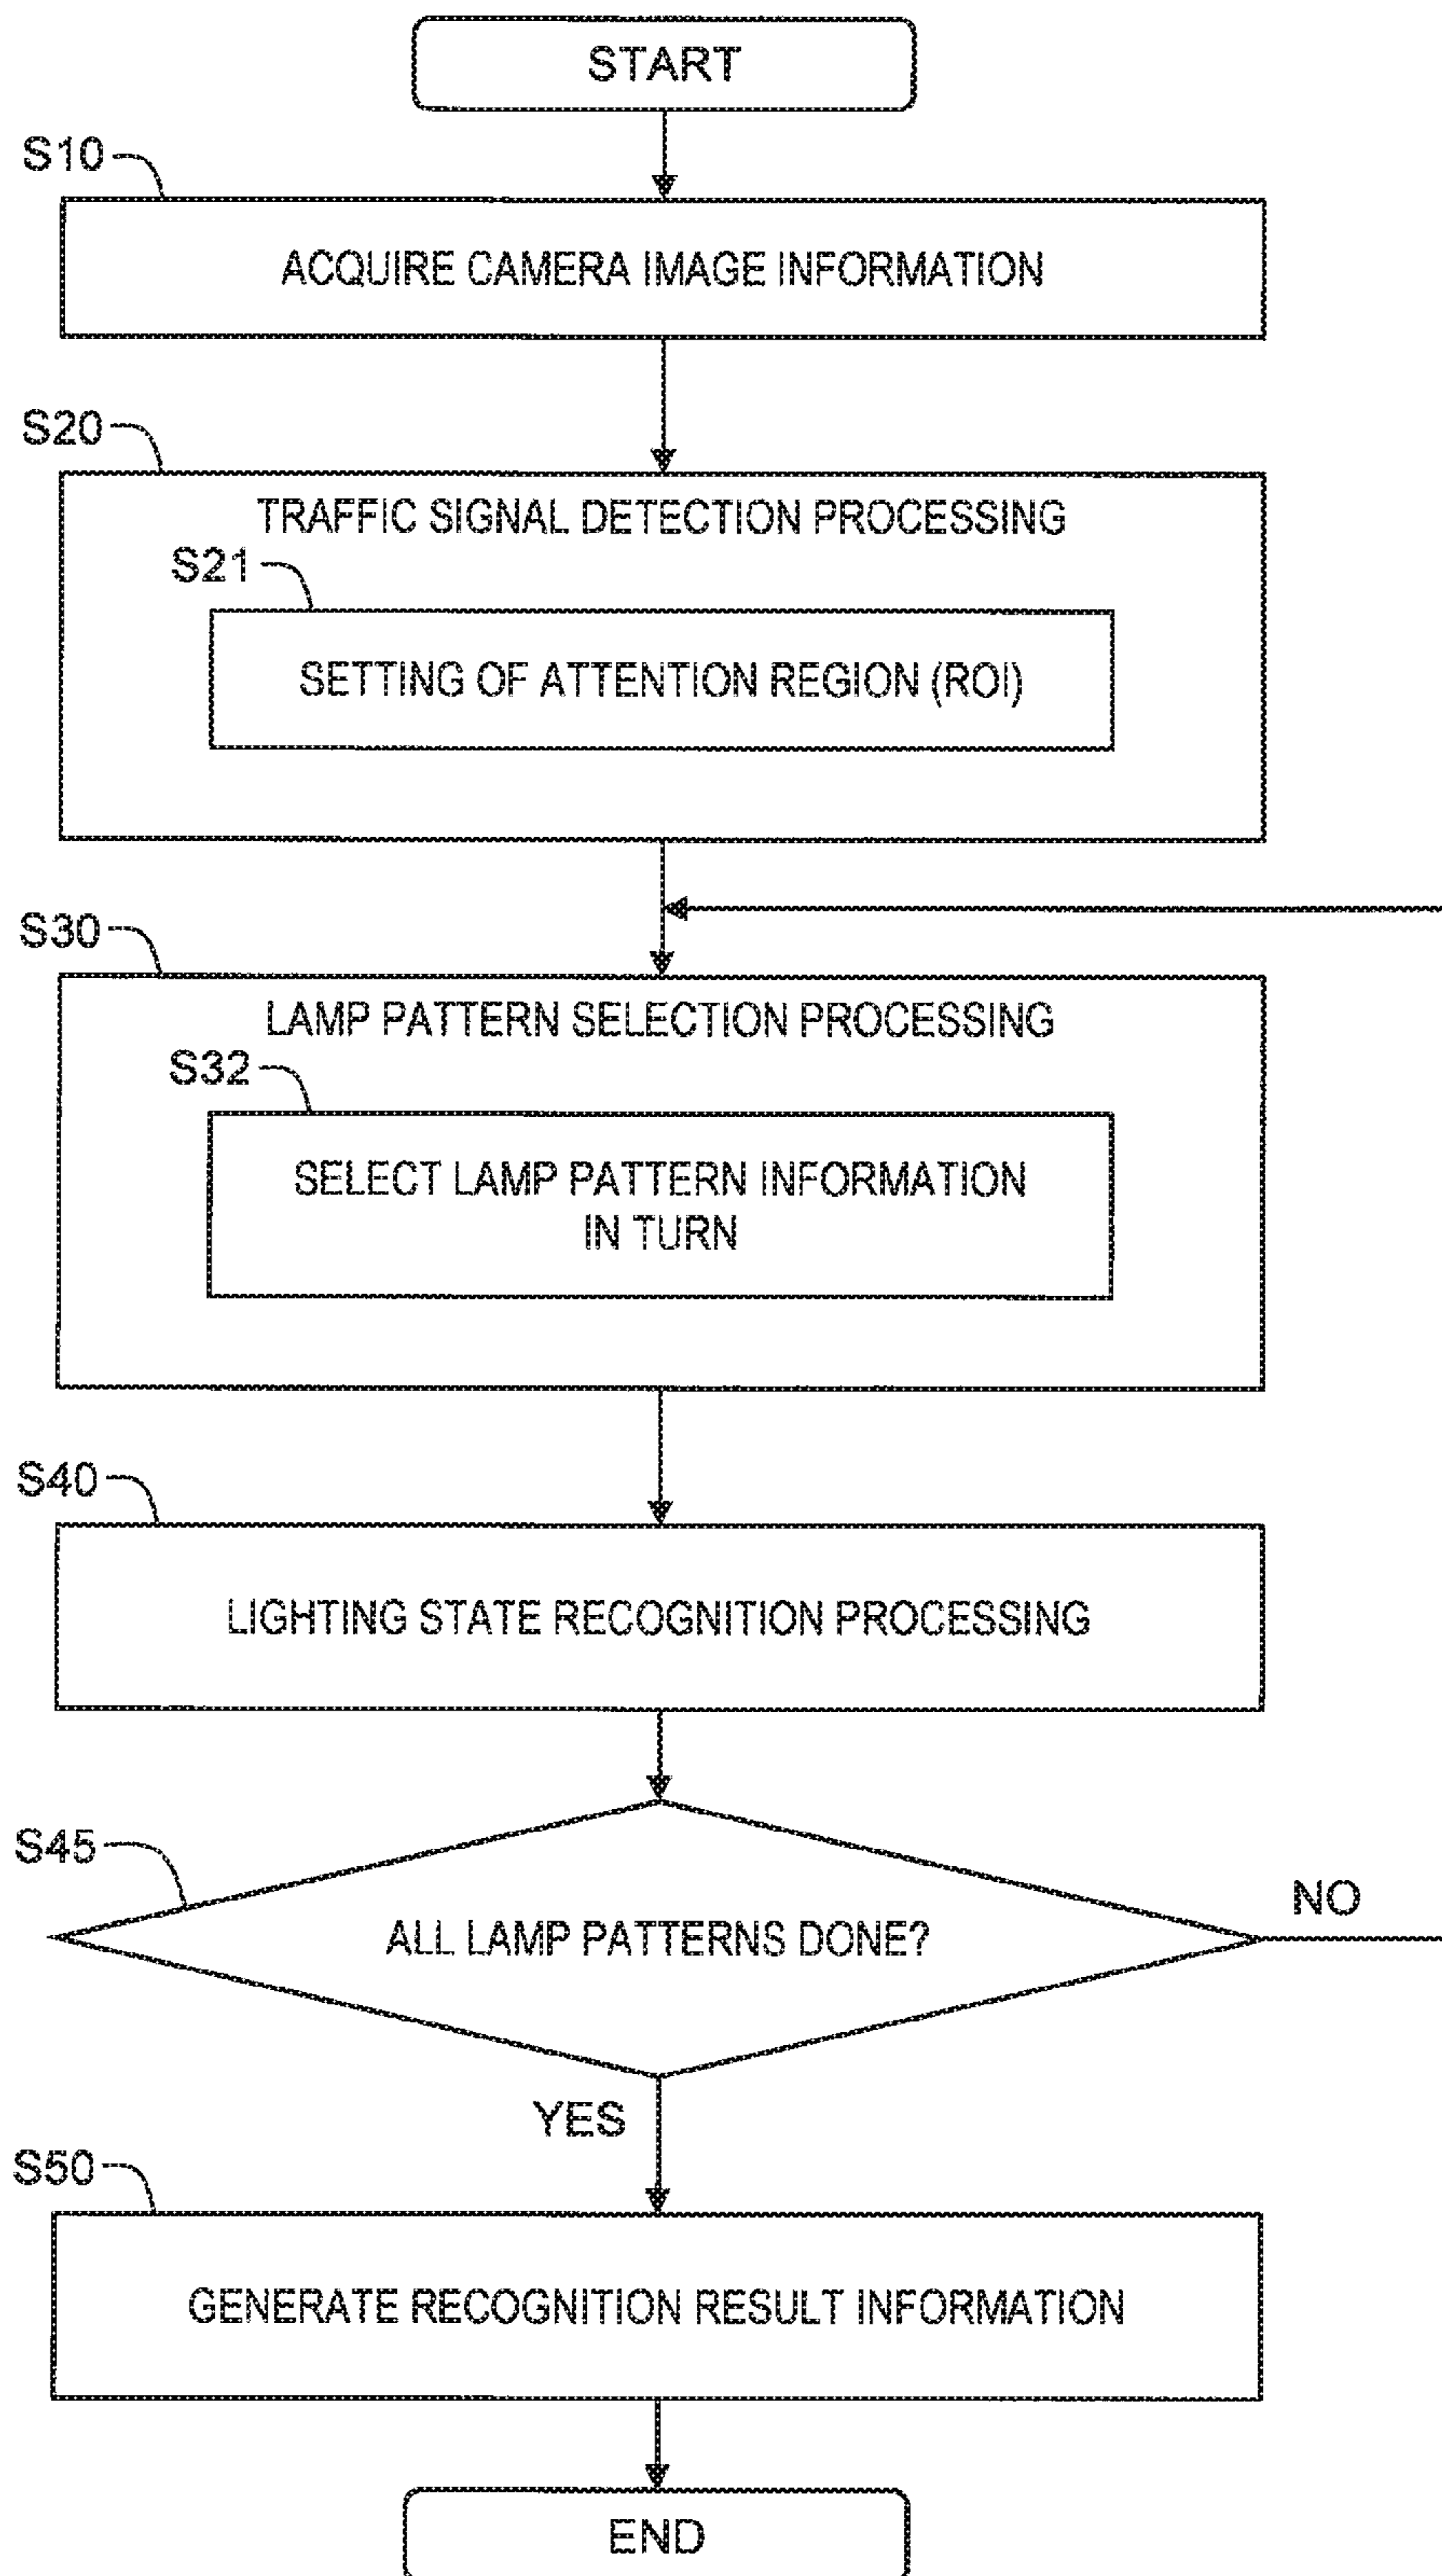 START
S10
ACQUIRE CAMERA IMAGE INFORMATION
S20
TRAFFIC SIGNAL DETECTION PROCESSING
S21
SETTING OF ATTENTION REGION (ROI)
S30
LAMP PATTERN SELECTION PROCESSING
S32
SELECT LAMP PATTERN INFORMATION
IN TURN
S40
LIGHTING STATE RECOGNITION PROCESSING
S45
ALL LAMP PATTERNS DONE?
NO
YES
S50
GENERATE RECOGNITION RESULT INFORMATION
END